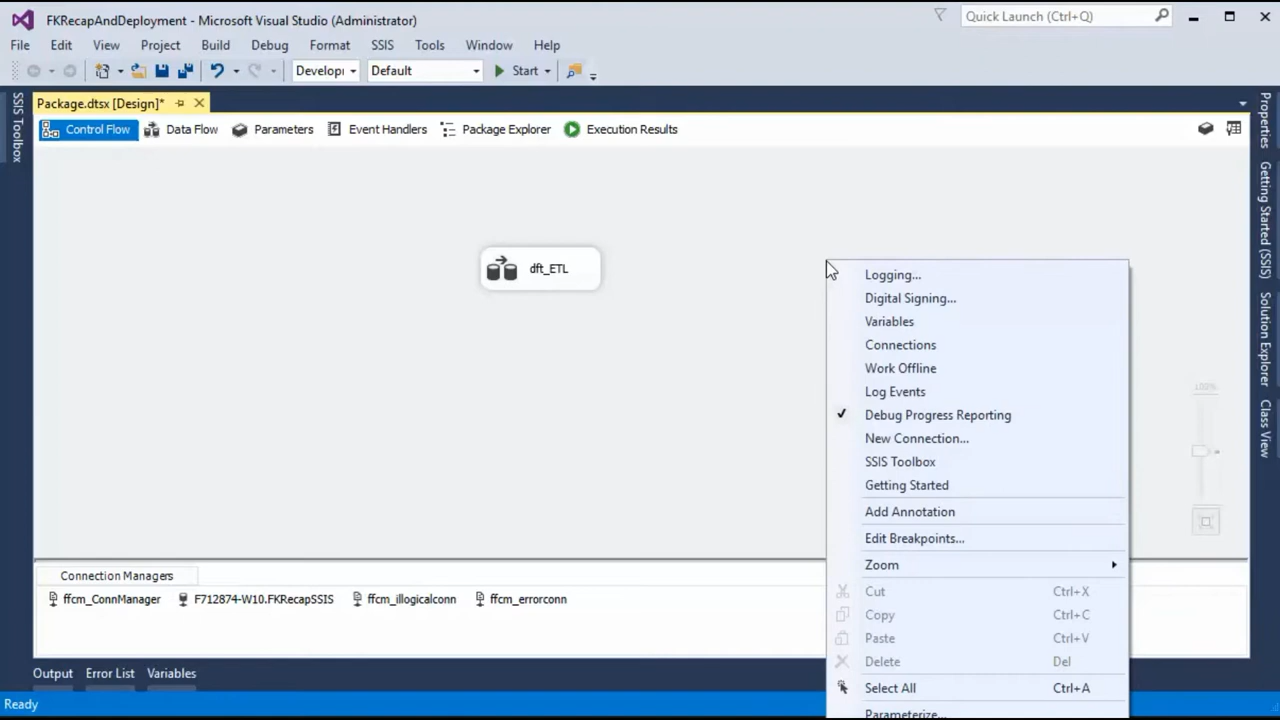 FKRecapAndDeployment - Microsoft Visual Studio (Administrator)
Quick Launch (Ctrl+Q)
File Edit View Project Build Debug Format SSIS Tools Window Help
Develop Default Start
Package.dtsx [Design]*
Control Flow Data Flow Parameters Event Handlers Package Explorer Execution Results
SSIS Toolbox
Properties
Getting Started (SSIS)
Solution Explorer
Class View
dft_ETL
100%
Logging...
Digital Signing...
Variables
Connections
Work Offline
Log Events
Debug Progress Reporting
New Connection...
SSIS Toolbox
Getting Started
Add Annotation
Edit Breakpoints...
Zoom
Cut Ctrl+X
Copy Ctrl+C
Paste Ctrl+V
Delete Del
Select All Ctrl+A
Parameterize...
Connection Managers
ffcm_ConnManager F712874-W10.FKRecapSSIS ffcm_illogicalconn ffcm_errorconn
Output Error List Variables
Ready